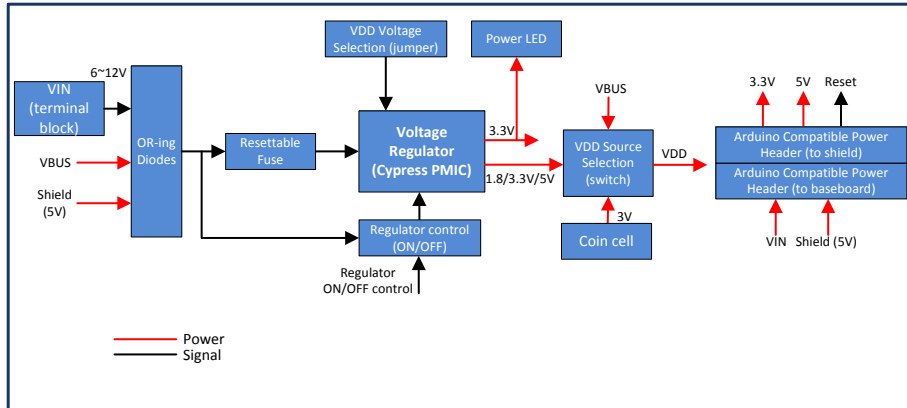 VDD Voltage
Selection (jumper)
Power LED
6~12V
VIN
(terminal
block)
VBUS
Shield
(5V)
OR-ing
Diodes
Resettable
Fuse
Voltage
Regulator
(Cypress PMIC)
3.3V
1.8/3.3V/5V
Regulator control
(ON/OFF)
Regulator
ON/OFF control
VBUS
VDD Source
Selection
(switch)
VDD
3V
Coin cell
3.3V
5V
Reset
Arduino Compatible Power
Header (to shield)
Arduino Compatible Power
Header (to baseboard)
VIN
Shield (5V)
Power
Signal